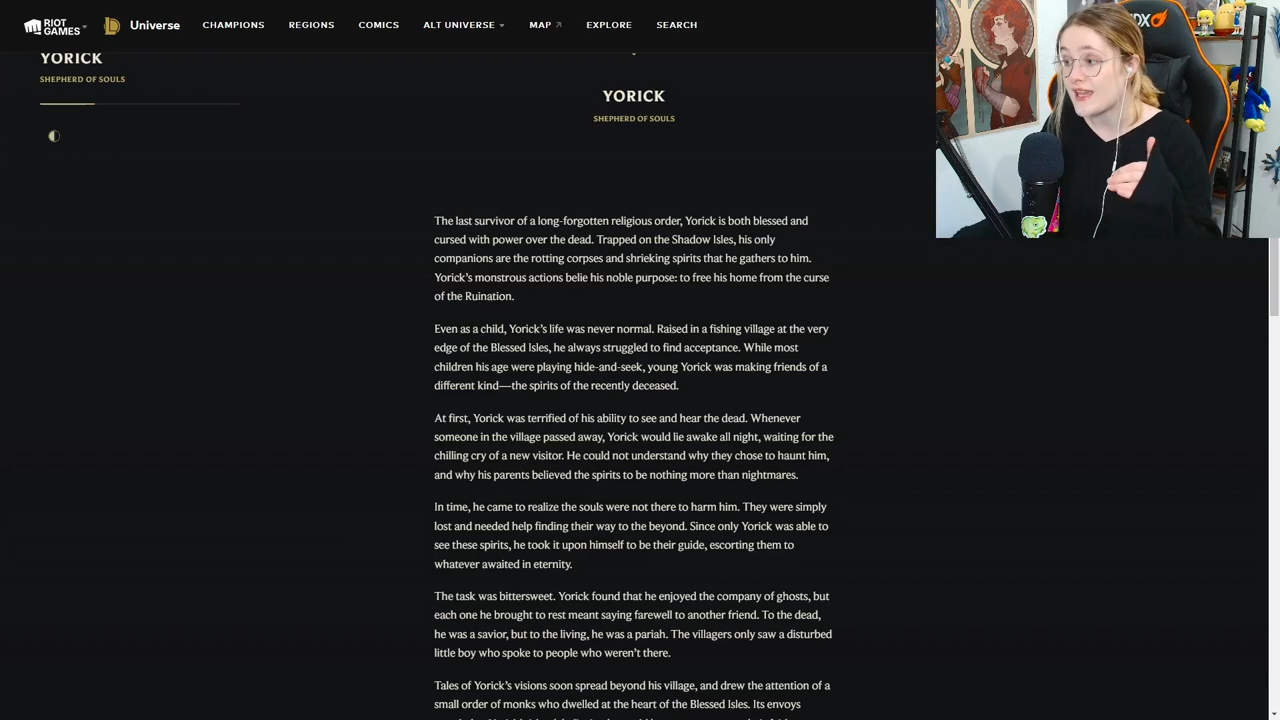 RIOT GAMES Universe CHAMPIONS REGIONS COMICS ALT UNIVERSE MAP EXPLORE SEARCH
YORICK
SHEPHERD OF SOULS
YORICK
SHEPHERD OF SOULS
The last survivor of a long-forgotten religious order, Yorick is both blessed and
cursed with power over the dead. Trapped on the Shadow Isles, his only
companions are the rotting corpses and shrieking spirits that he gathers to him.
Yorick’s monstrous actions belie his noble purpose: to free his home from the curse
of the Ruination.
Even as a child, Yorick’s life was never normal. Raised in a fishing village at the very
edge of the Blessed Isles, he always struggled to find acceptance. While most
children his age were playing hide-and-seek, young Yorick was making friends of a
different kind—the spirits of the recently deceased.
At first, Yorick was terrified of his ability to see and hear the dead. Whenever
someone in the village passed away, Yorick would lie awake all night, waiting for the
chilling cry of a new visitor. He could not understand why they chose to haunt him,
and why his parents believed the spirits to be nothing more than nightmares.
In time, he came to realize the souls were not there to harm him. They were simply
lost and needed help finding their way to the beyond. Since only Yorick was able to
see these spirits, he took it upon himself to be their guide, escorting them to
whatever awaited in eternity.
The task was bittersweet. Yorick found that he enjoyed the company of ghosts, but
each one he brought to rest meant saying farewell to another friend. To the dead,
he was a savior, but to the living, he was a pariah. The villagers only saw a disturbed
little boy who spoke to people who weren’t there.
Tales of Yorick’s visions soon spread beyond his village, and drew the attention of a
small order of monks who dwelled at the heart of the Blessed Isles. Its envoys